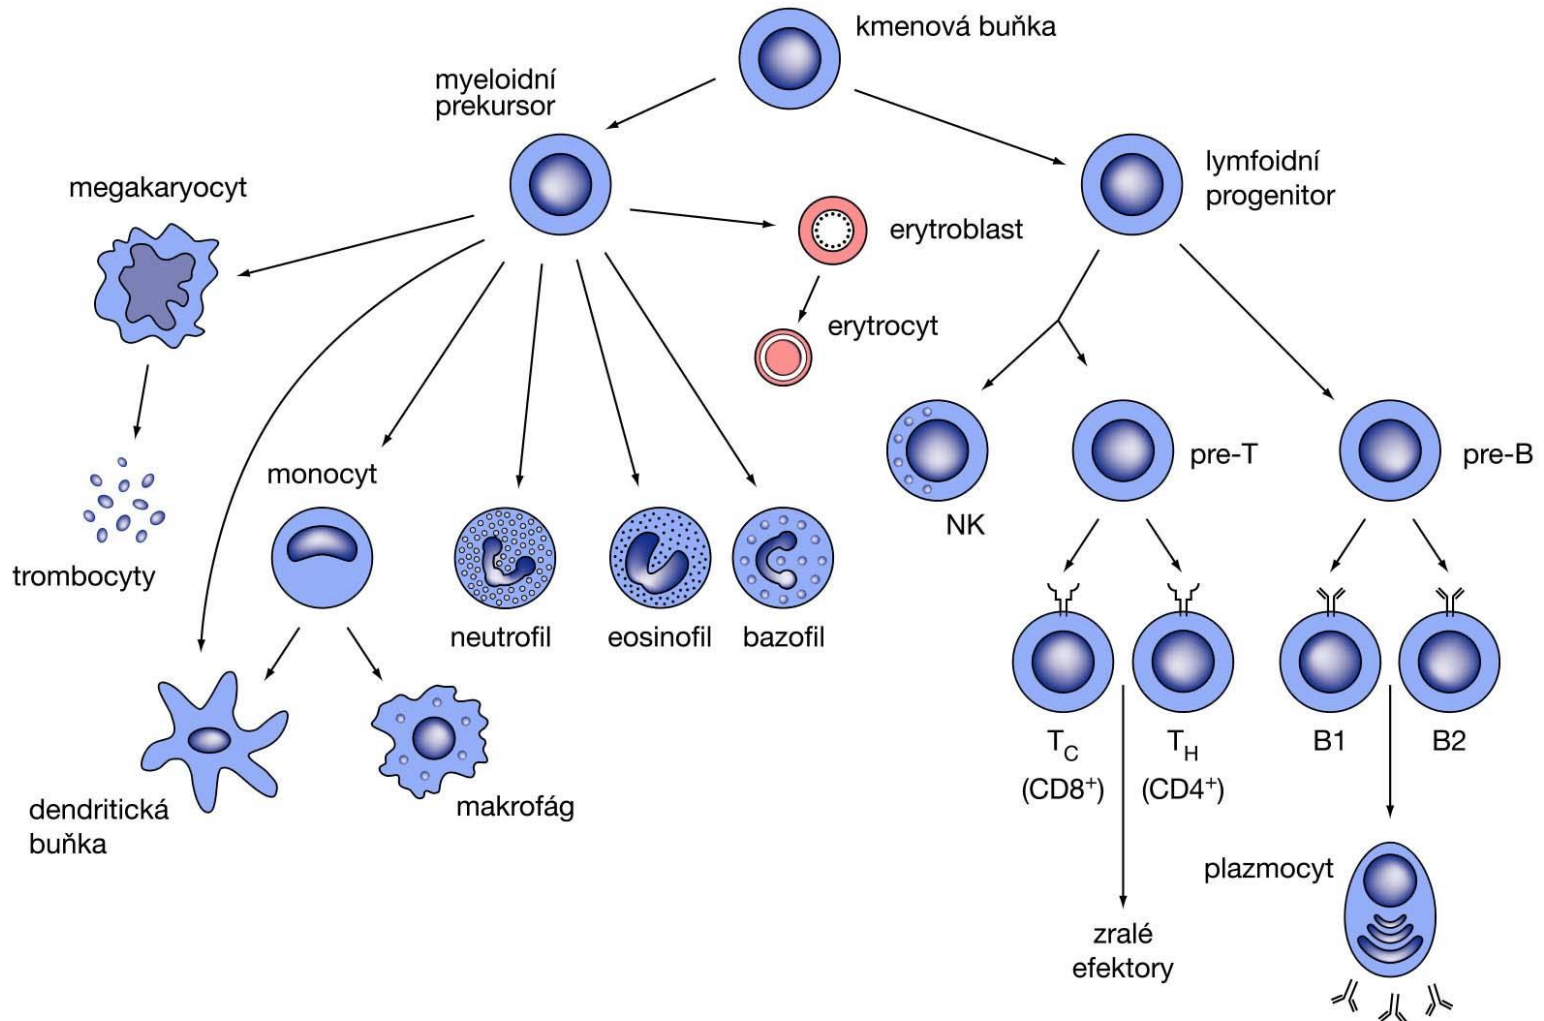 kmenová buňka
myeloidní
prekursor
lymfoidní
progenitor
megakaryocyt
erytroblast
erytrocyt
monocyt
pre-T
pre-B
NK
trombocyty
neutrofil
eosinofil
bazofil
T_C
(CD8⁺)
T_H
(CD4⁺)
B1
B2
dendritická
buňka
makrofág
plazmocyt
zralé
efektory